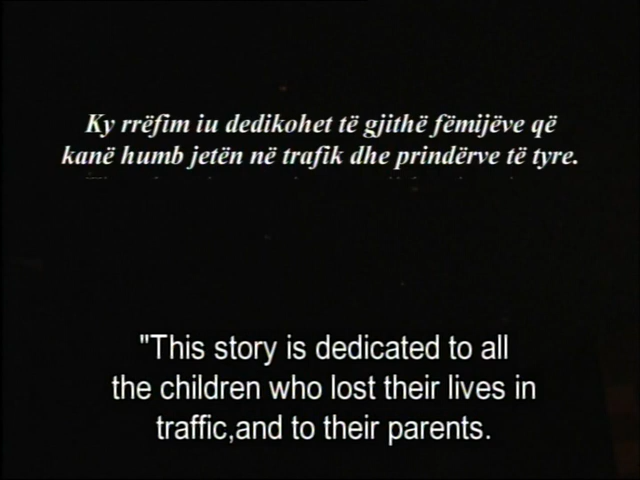 Ky rrëfim iu dedikohet të gjithë fëmijëve që
kanë humb jetën në trafik dhe prindërve të tyre.
"This story is dedicated to all
the children who lost their lives in
traffic,and to their parents.